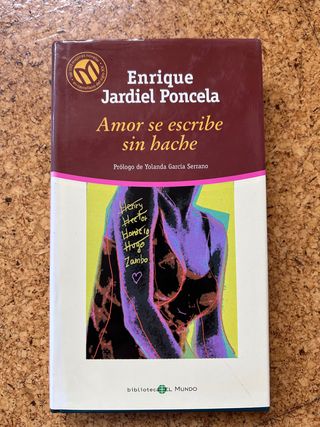 Enrique
Jardiel Poncela
Amor se escribe
sin hache
Prólogo de Yolanda García Serrano
Henry
Hector
Horacio
Hugo
Zambo
biblioteca EL MUNDO